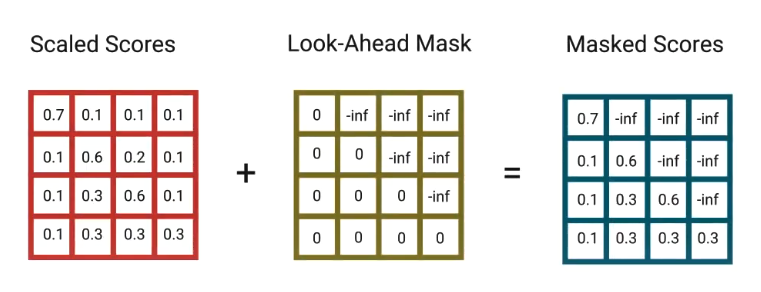 Scaled Scores Look-Ahead Mask Masked Scores
0.7 0.1 0.1 0.1 0 -inf -inf -inf 0.7 -inf -inf -inf
0.1 0.6 0.2 0.1 0 0 -inf -inf 0.1 0.6 -inf -inf
+ =
0.1 0.3 0.6 0.1 0 0 0 -inf 0.1 0.3 0.6 -inf
0.1 0.3 0.3 0.3 0 0 0 0 0.1 0.3 0.3 0.3